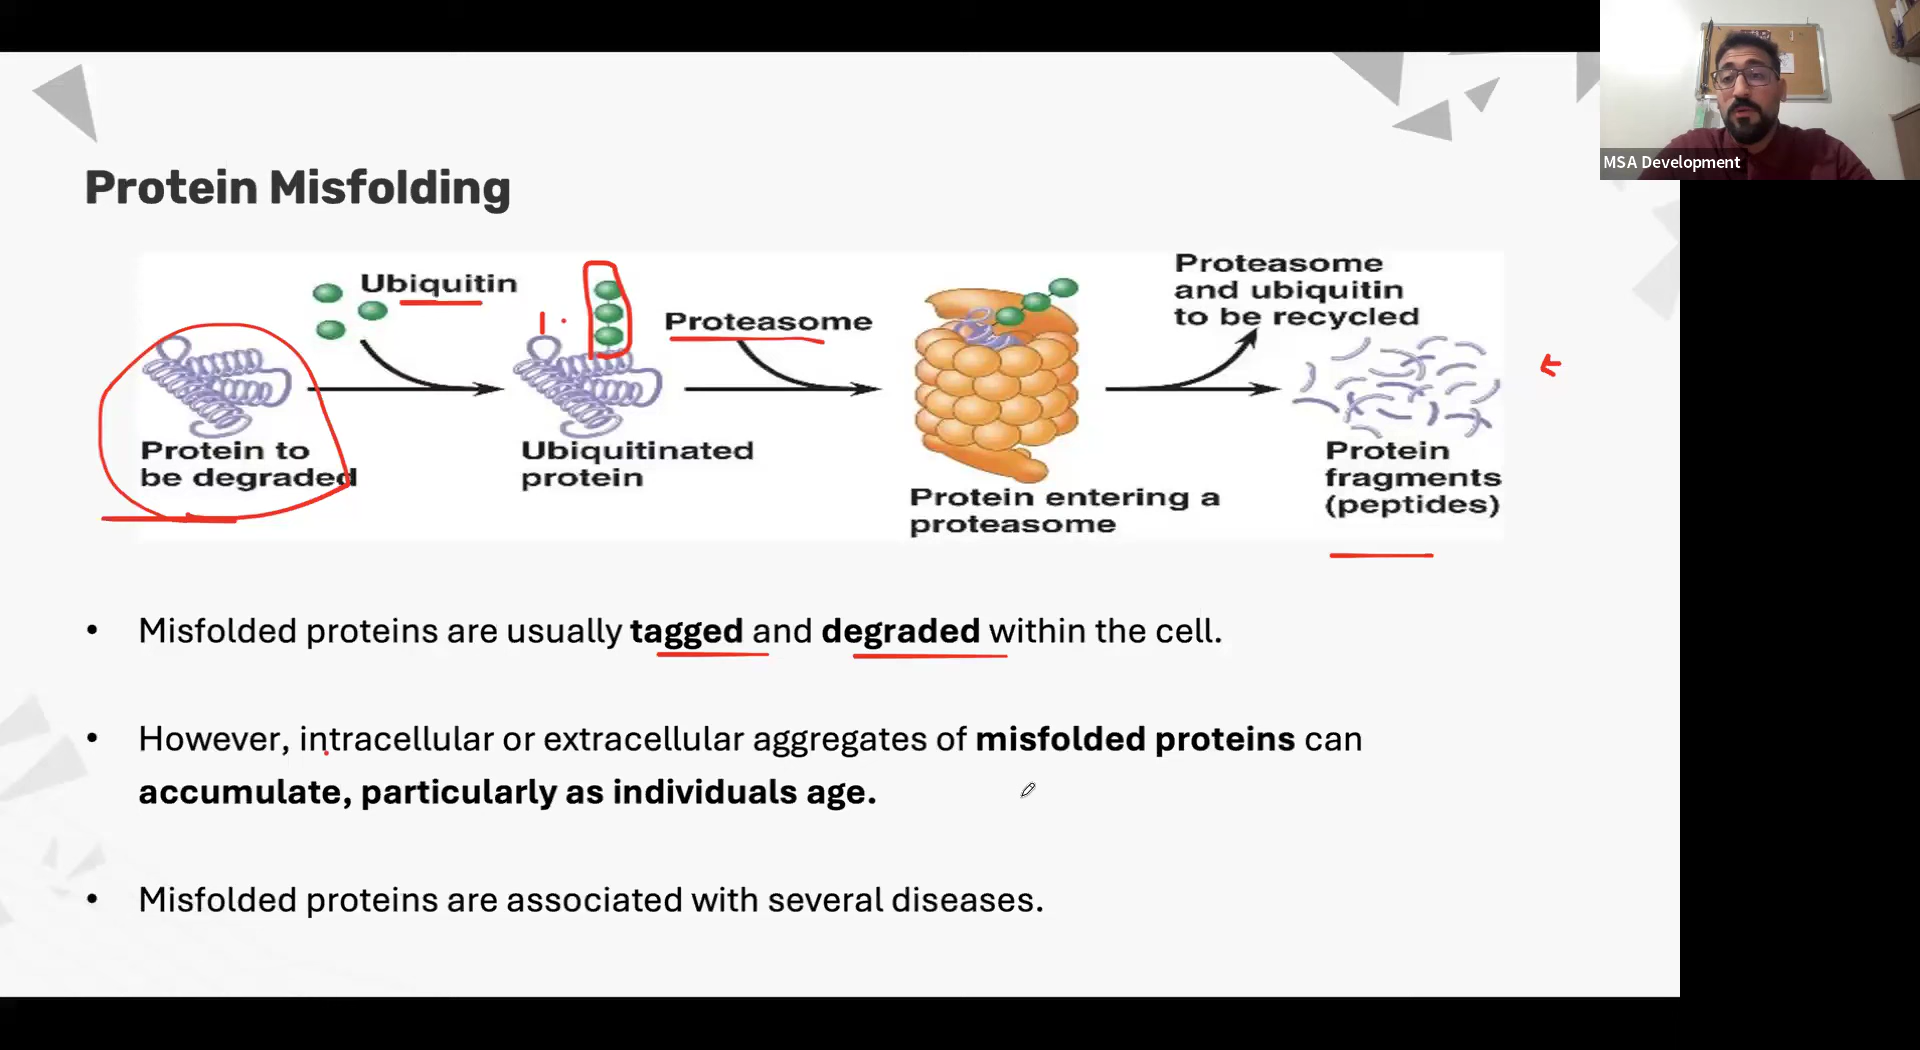 MSA Development
Protein Misfolding
Ubiquitin
Proteasome
Proteasome
and ubiquitin
to be recycled
Protein to
be degraded
Ubiquitinated
protein
Protein entering a
proteasome
Protein
fragments
(peptides)
• Misfolded proteins are usually tagged and degraded within the cell.
• However, intracellular or extracellular aggregates of misfolded proteins can
accumulate, particularly as individuals age.
• Misfolded proteins are associated with several diseases.